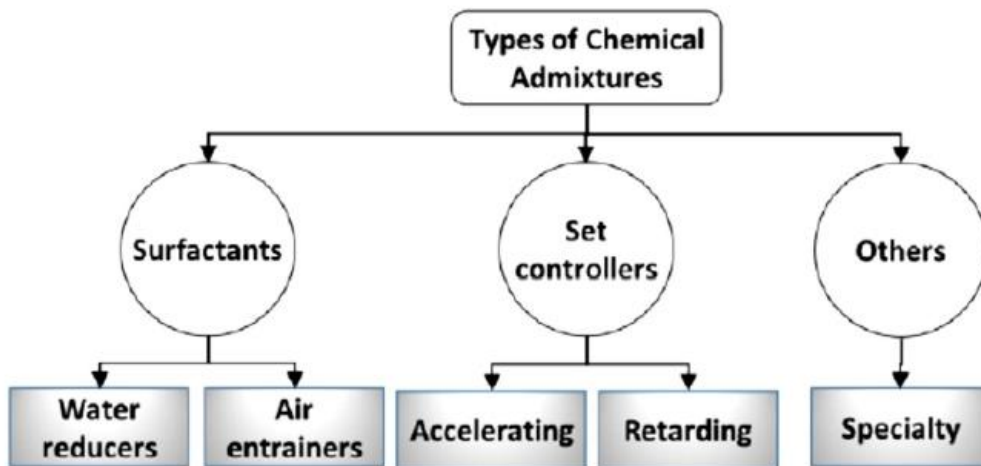 Types of Chemical
Admixtures
Surfactants
Set
controllers
Others
Water
reducers
Air
entrainers
Accelerating
Retarding
Specialty